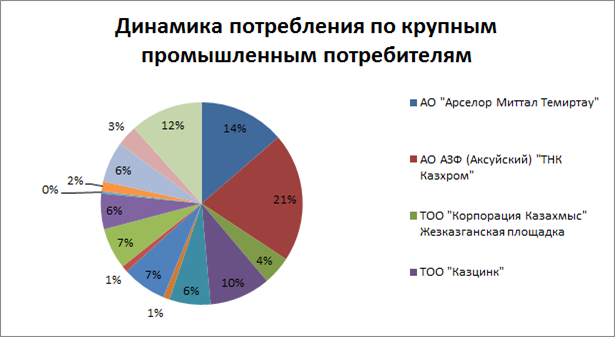 Динамика потребления по крупным
промышленным потребителям
14%
21%
4%
10%
6%
1%
7%
1%
7%
6%
0%
2%
6%
3%
12%
АО "Арселор Миттал Темиртау"
АО АЗФ (Аксуйский) "ТНК
Казхром"
ТОО "Корпорация Казахмыс"
Жезказганская площадка
ТОО "Казцинк"